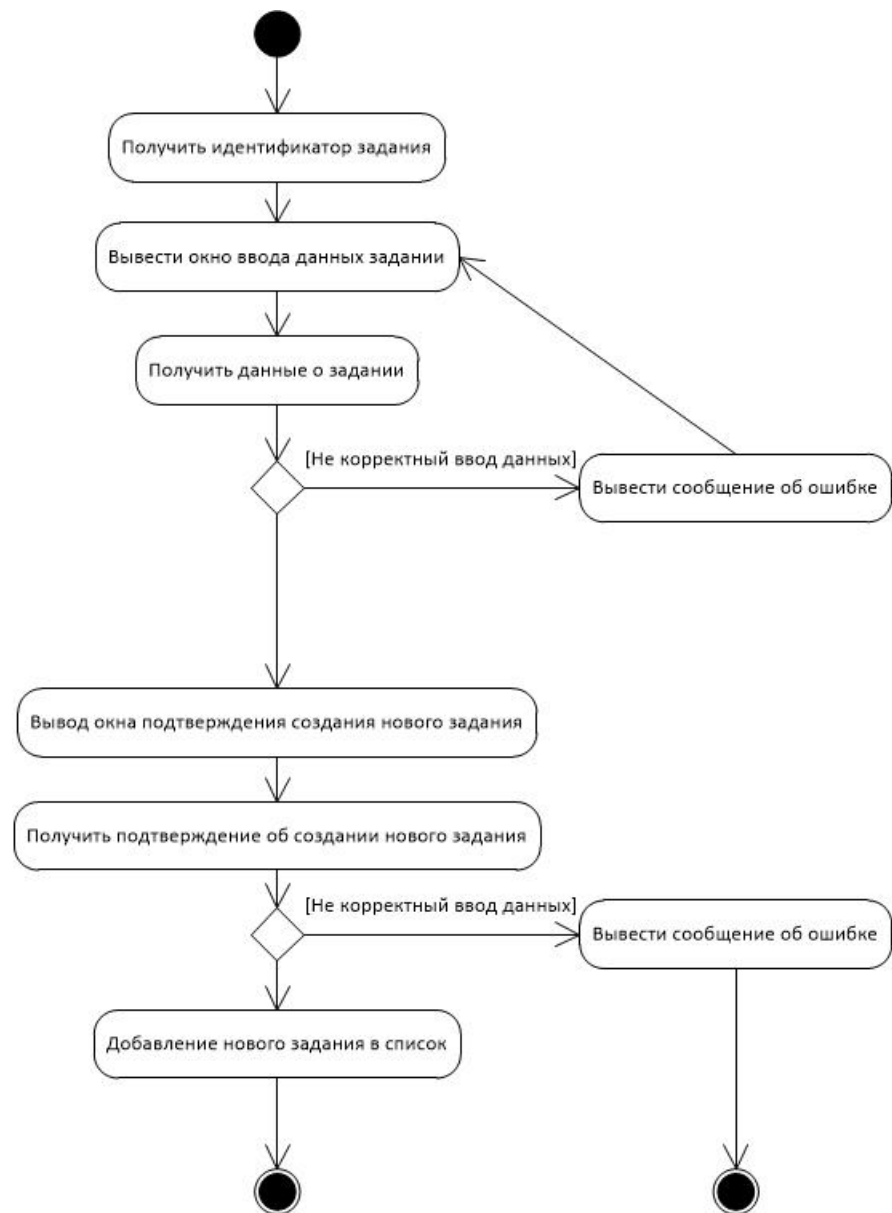 Получить идентификатор задания
Вывести окно ввода данных задании
Получить данные о задании
[Не корректный ввод данных]
Вывести сообщение об ошибке
Вывод окна подтверждения создания нового задания
Получить подтверждение об создании нового задания
[Не корректный ввод данных]
Вывести сообщение об ошибке
Добавление нового задания в список